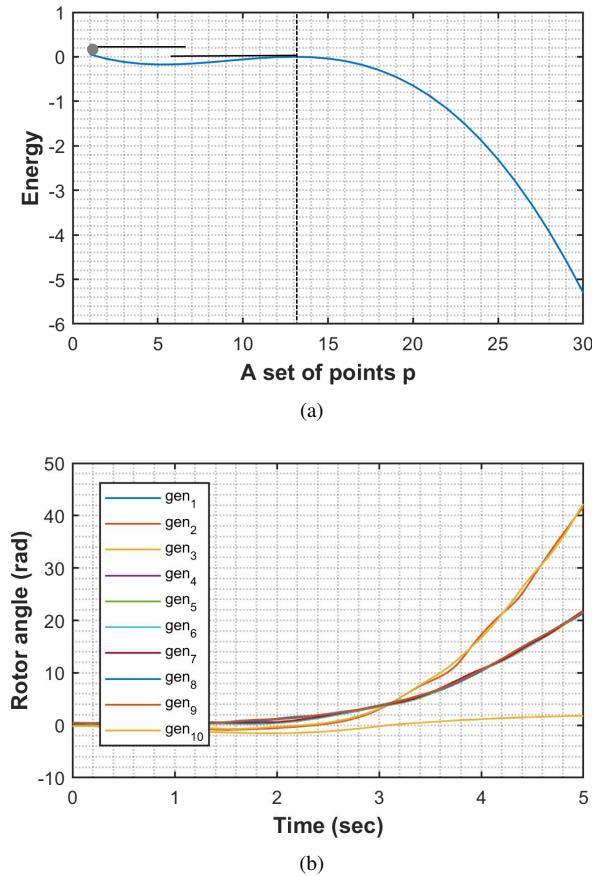 1
0
-1
-2
-3
-4
-5
-6
Energy
0 5 10 15 20 25 30
A set of points p
(a)
50
40
30
20
10
0
-10
Rotor angle (rad)
gen1
gen2
gen3
gen4
gen5
gen6
gen7
gen8
gen9
gen10
0 1 2 3 4 5
Time (sec)
(b)